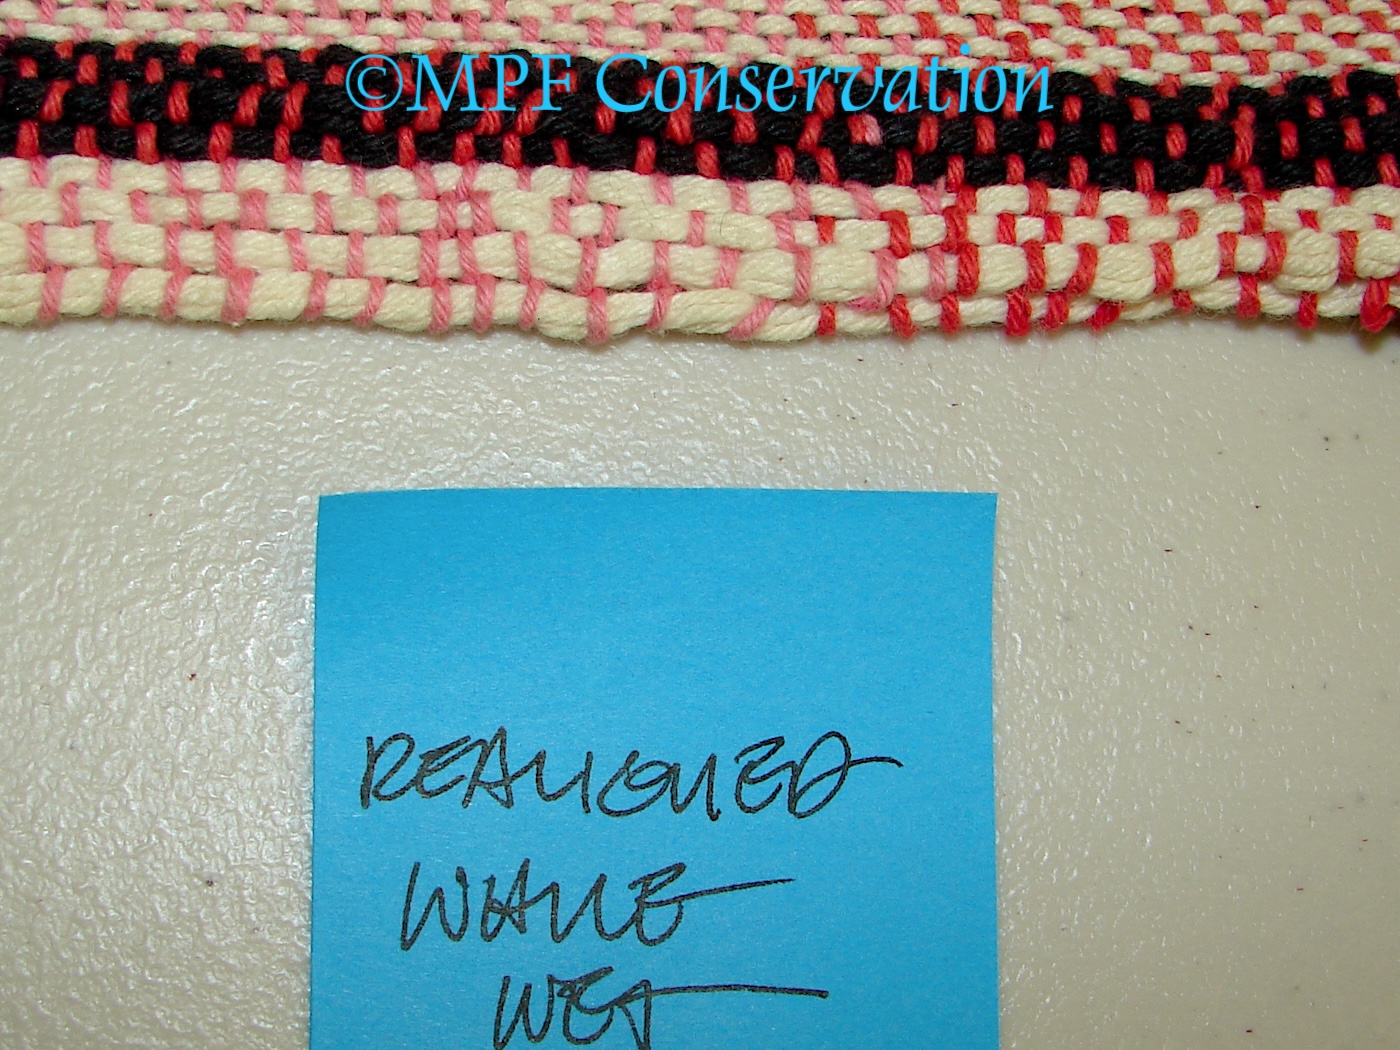 ©MPF Conservation
REALIGNED
WHILE
WET